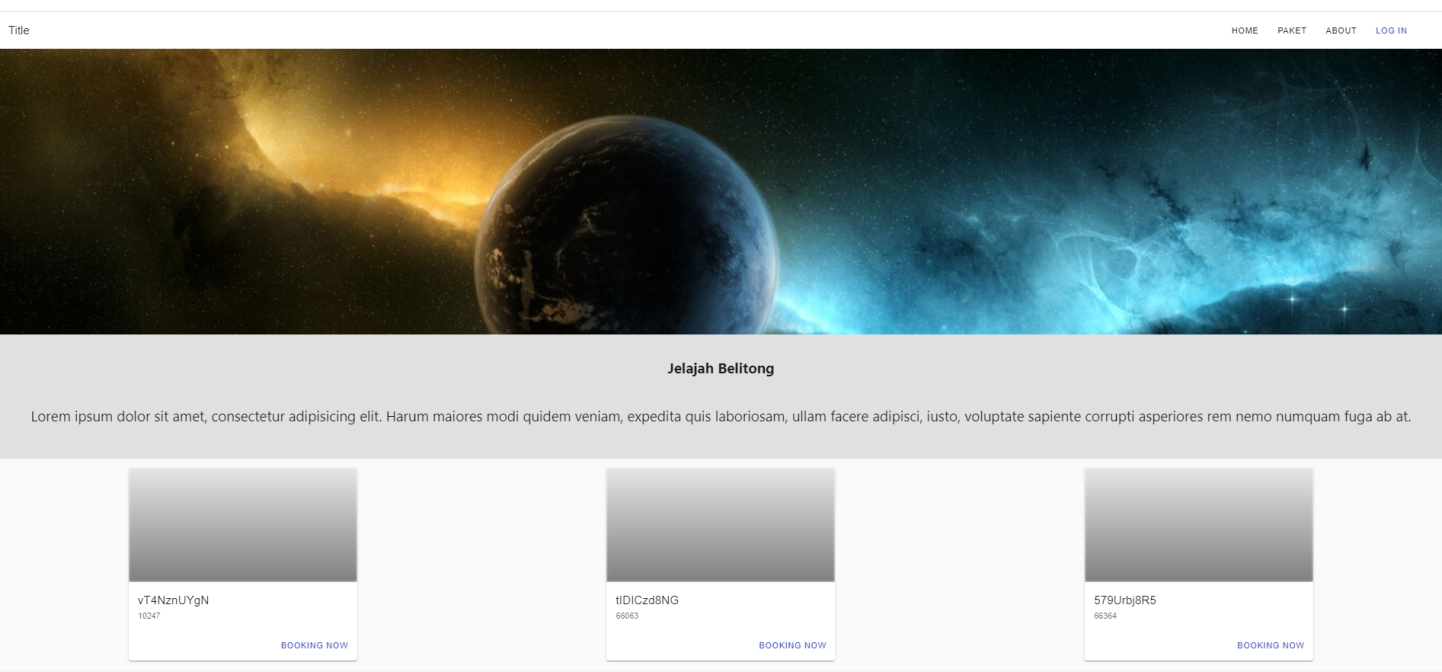 Title
HOME PAKET ABOUT LOG IN
Jelajah Belitong
Lorem ipsum dolor sit amet, consectetur adipisicing elit. Harum maiores modi quidem veniam, expedita quis laboriosam, ullam facere adipisci, iusto, voluptate sapiente corrupti asperiores rem nemo numquam fuga ab at.
vT4NznUYgN
10247
BOOKING NOW
tIDICzd8NG
66063
BOOKING NOW
579Urbj8R5
66364
BOOKING NOW